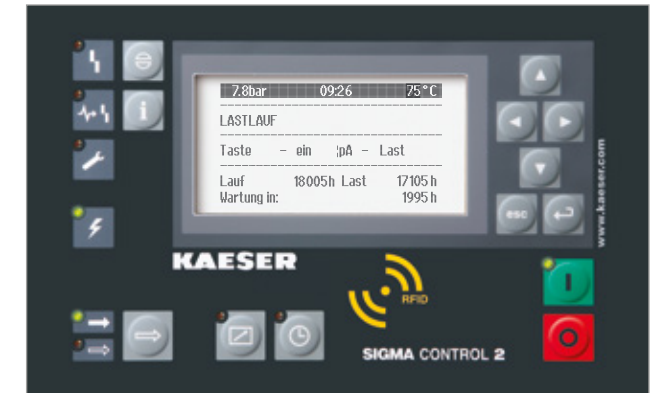 7.8bar 09:26 75°C
LASTLAUF
Taste - ein ¦pA - Last
Lauf 18005h Last 17105h
Wartung in: 1995h
esc
www.kaeser.com
KAESER
RFID
SIGMA CONTROL 2